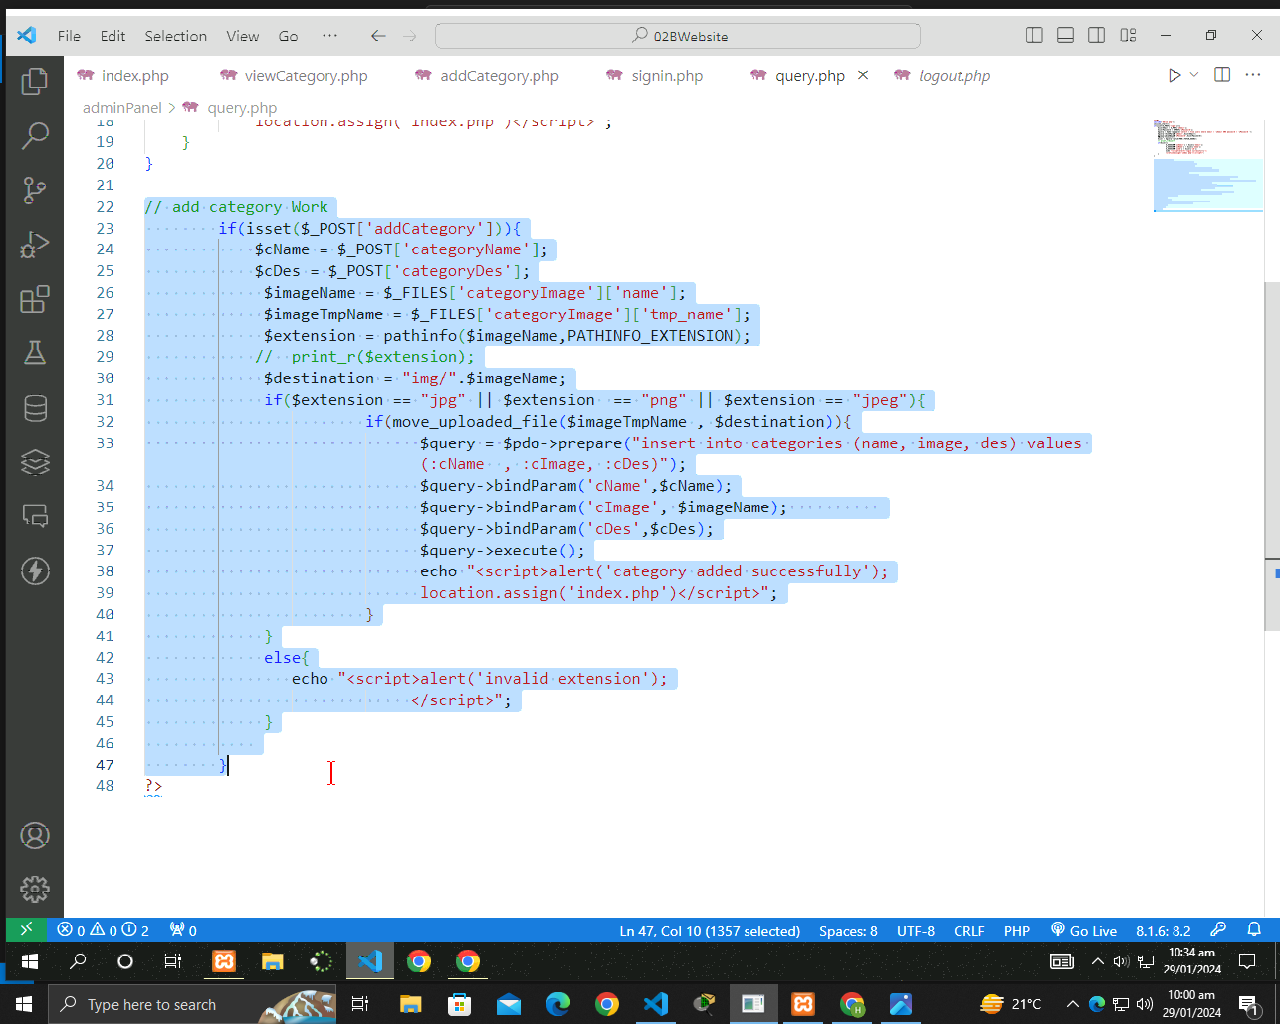 File Edit Selection View Go ··· 02BWebsite
index.php viewCategory.php addCategory.php signin.php query.php logout.php
adminPanel > query.php
18 location.assign('index.php')</script>";
19 }
20 }
21
22 // add category Work
23 if(isset($_POST['addCategory'])){
24 $cName = $_POST['categoryName'];
25 $cDes = $_POST['categoryDes'];
26 $imageName = $_FILES['categoryImage']['name'];
27 $imageTmpName = $_FILES['categoryImage']['tmp_name'];
28 $extension = pathinfo($imageName,PATHINFO_EXTENSION);
29 // print_r($extension);
30 $destination = "img/".$imageName;
31 if($extension == "jpg" || $extension == "png" || $extension == "jpeg"){
32 if(move_uploaded_file($imageTmpName , $destination)){
33 $query = $pdo->prepare("insert into categories (name, image, des) values
(:cName , :cImage, :cDes)");
34 $query->bindParam('cName',$cName);
35 $query->bindParam('cImage', $imageName);
36 $query->bindParam('cDes',$cDes);
37 $query->execute();
38 echo "<script>alert('category added successfully');
39 location.assign('index.php')</script>";
40 }
41 }
42 else{
43 echo "<script>alert('invalid extension');
44 </script>";
45 }
46
47 }
48 ?>
0 0 2 0 Ln 47, Col 10 (1357 selected) Spaces: 8 UTF-8 CRLF PHP Go Live 8.1.6: 8.2
10:34 am
29/01/2024
Type here to search 21°C 10:00 am
29/01/2024 1